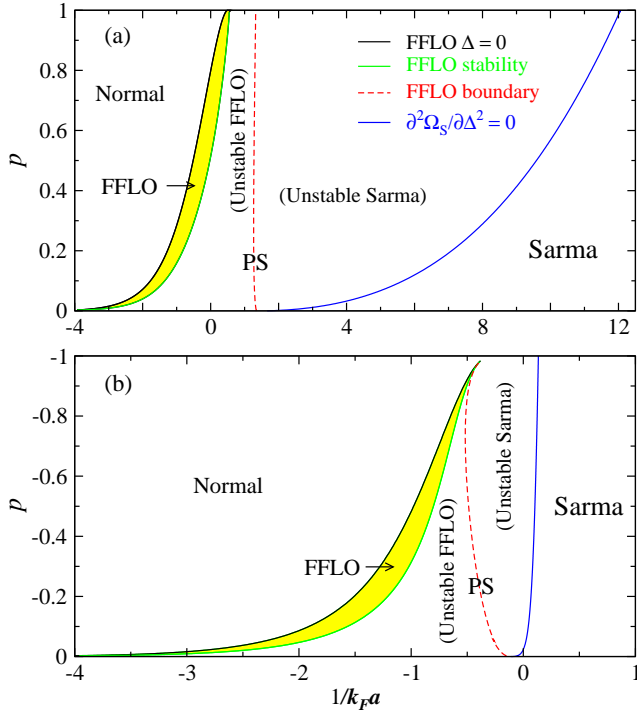 1
(a)
FFLO Δ = 0
FFLO stability
FFLO boundary
∂²Ω_S/∂Δ² = 0
0.8
Normal
0.6
p
(Unstable FFLO)
FFLO
0.4
(Unstable Sarma)
Sarma
0.2
PS
0
-4
0
4
8
12
-1
(b)
-0.8
(Unstable Sarma)
-0.6
p
Normal
Sarma
-0.4
(Unstable FFLO)
FFLO
PS
-0.2
0
-4
-3
-2
-1
0
1
1/k_F a